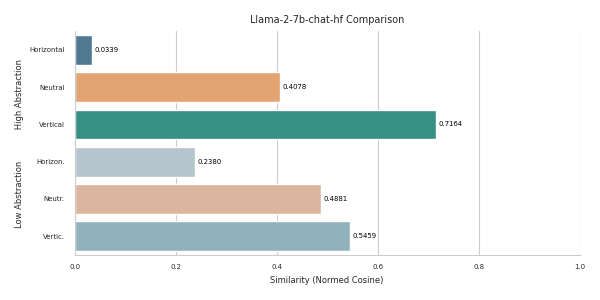 Llama-2-7b-chat-hf Comparison
High Abstraction
Horizontal 0.0339
Neutral 0.4078
Vertical 0.7164
Low Abstraction
Horizon. 0.2380
Neutr. 0.4881
Vertic. 0.5459
0.0 0.2 0.4 0.6 0.8 1.0
Similarity (Normed Cosine)